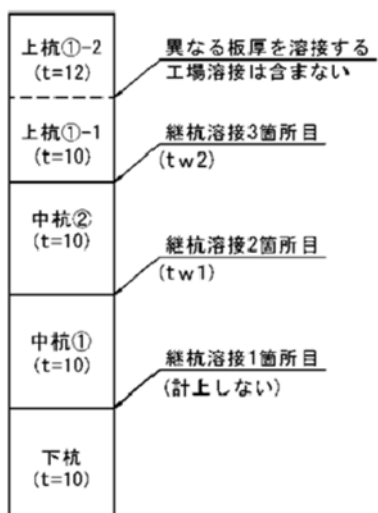 上杭①-2
(t=12)
異なる板厚を溶接する
工場溶接は含まない
上杭①-1
(t=10)
継杭溶接3箇所目
(tw2)
中杭②
(t=10)
継杭溶接2箇所目
(tw1)
中杭①
(t=10)
継杭溶接1箇所目
(計上しない)
下杭
(t=10)